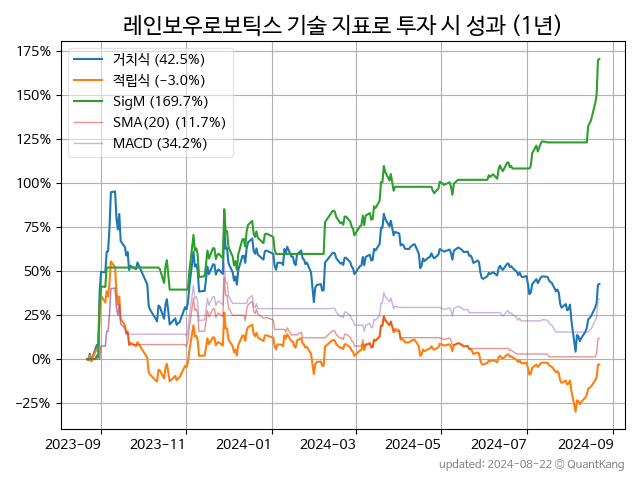 레인보우로보틱스 기술 지표로 투자 시 성과 (1년)
175%
150%
125%
100%
75%
50%
25%
0%
−25%
거치식 (42.5%)
적립식 (−3.0%)
SigM (169.7%)
SMA(20) (11.7%)
MACD (34.2%)
2023−09 2023−11 2024−01 2024−03 2024−05 2024−07 2024−09
updated: 2024-08-22 ⓒ QuantKang